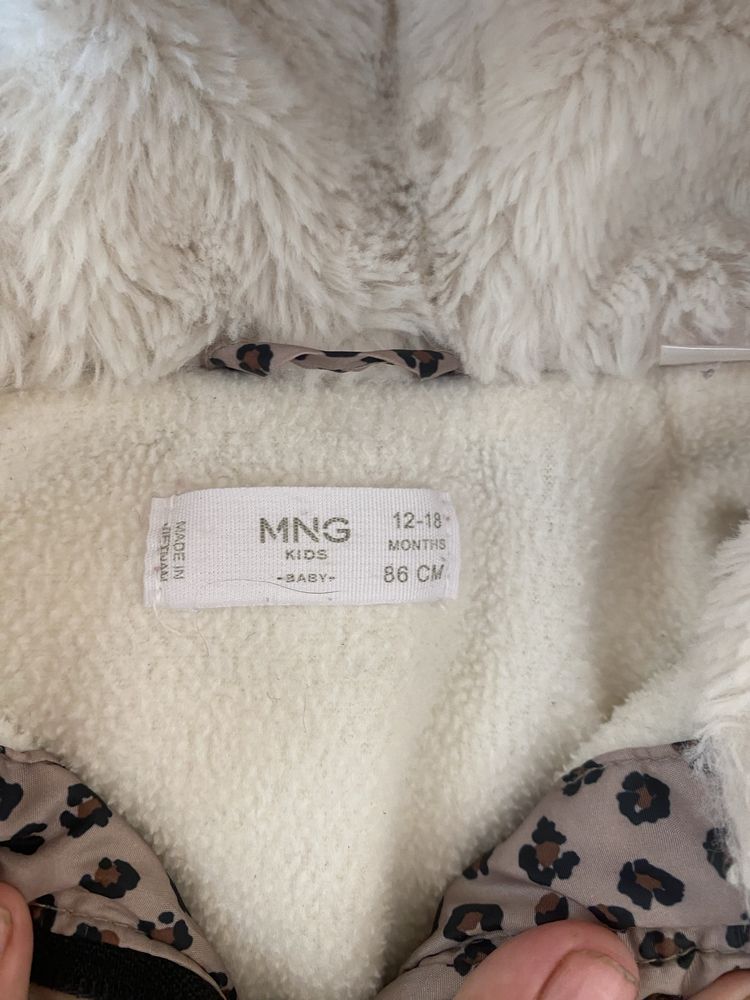 MNG
KIDS
-BABY-
12-18
MONTHS
86 CM
MADE IN
VIETNAM